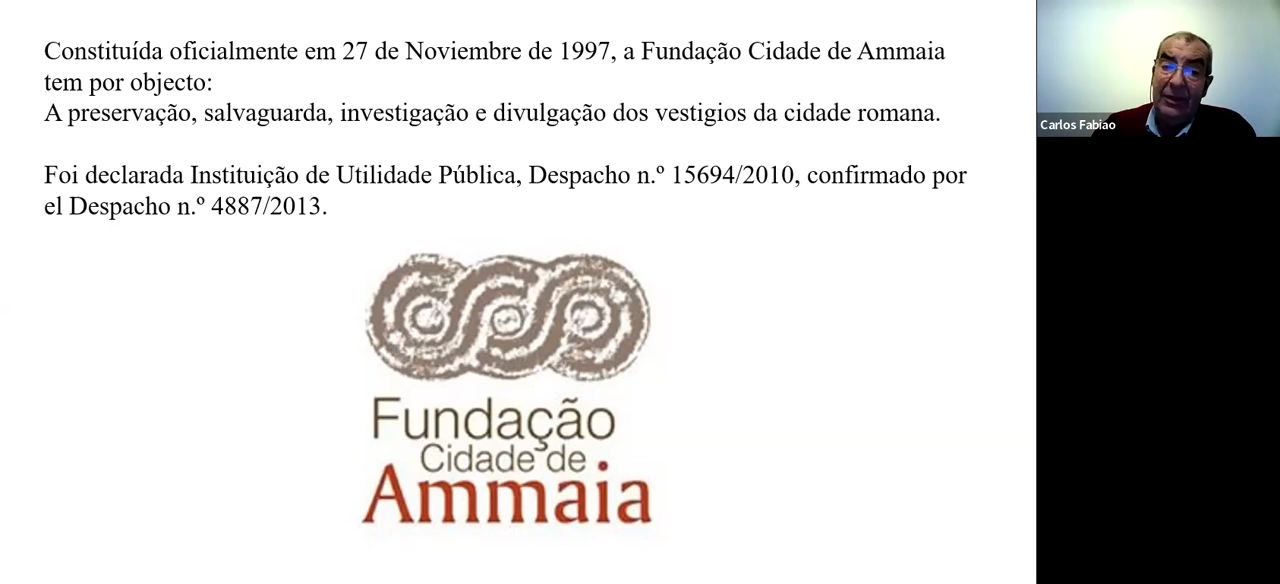 Constituída oficialmente em 27 de Noviembre de 1997, a Fundação Cidade de Ammaia
tem por objecto:
A preservação, salvaguarda, investigação e divulgação dos vestigios da cidade romana.
Foi declarada Instituição de Utilidade Pública, Despacho n.º 15694/2010, confirmado por
el Despacho n.º 4887/2013.
Fundação
Cidade de
Ammaia
Carlos Fabiao